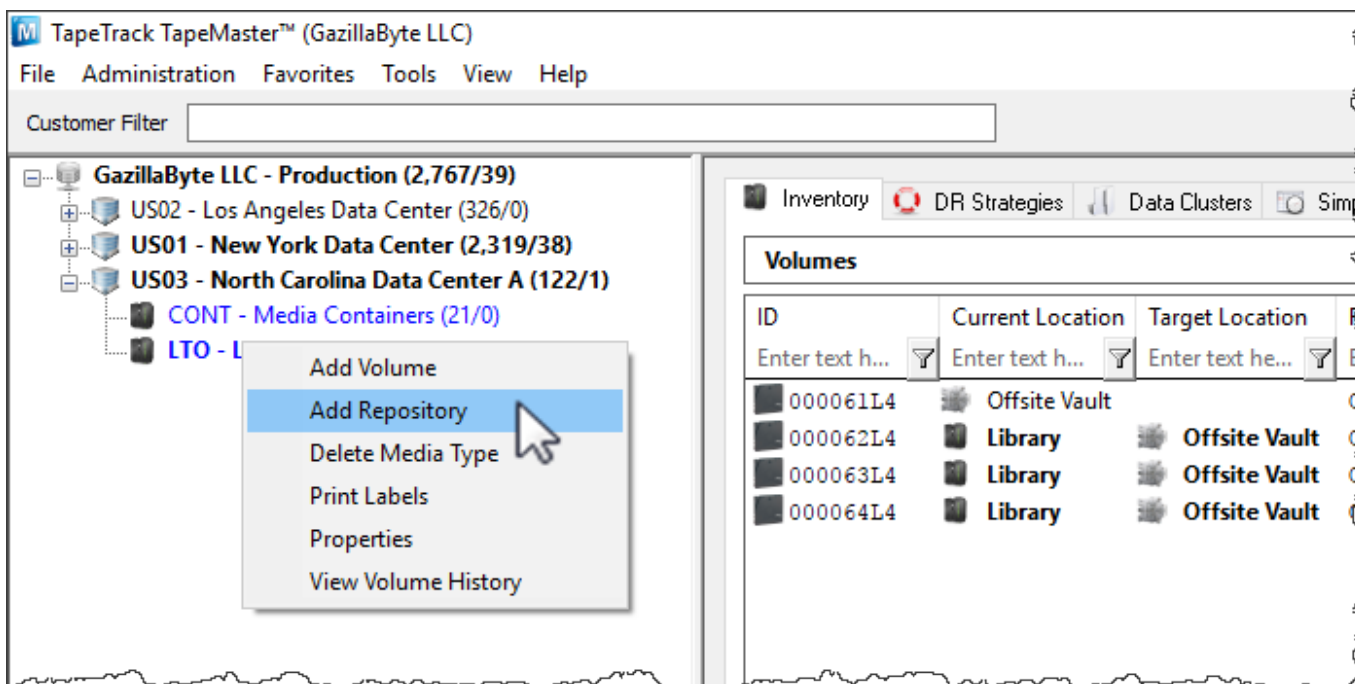 TapeTrack TapeMaster™ (GazillaByte LLC)
File Administration Favorites Tools View Help
Customer Filter
GazillaByte LLC - Production (2,767/39)
US02 - Los Angeles Data Center (326/0)
US01 - New York Data Center (2,319/38)
US03 - North Carolina Data Center A (122/1)
CONT - Media Containers (21/0)
LTO - L
Add Volume
Add Repository
Delete Media Type
Print Labels
Properties
View Volume History
Inventory DR Strategies Data Clusters
Volumes
ID Current Location Target Location
Enter text h... Enter text h... Enter text he...
000061L4 Offsite Vault
000062L4 Library Offsite Vault
000063L4 Library Offsite Vault
000064L4 Library Offsite Vault